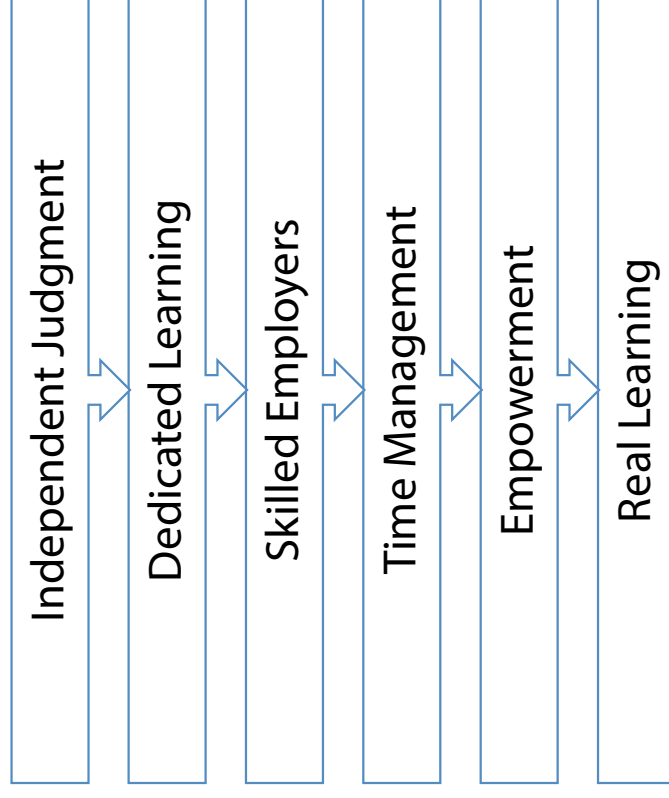 Independent Judgment
Dedicated Learning
Skilled Employers
Time Management
Empowerment
Real Learning